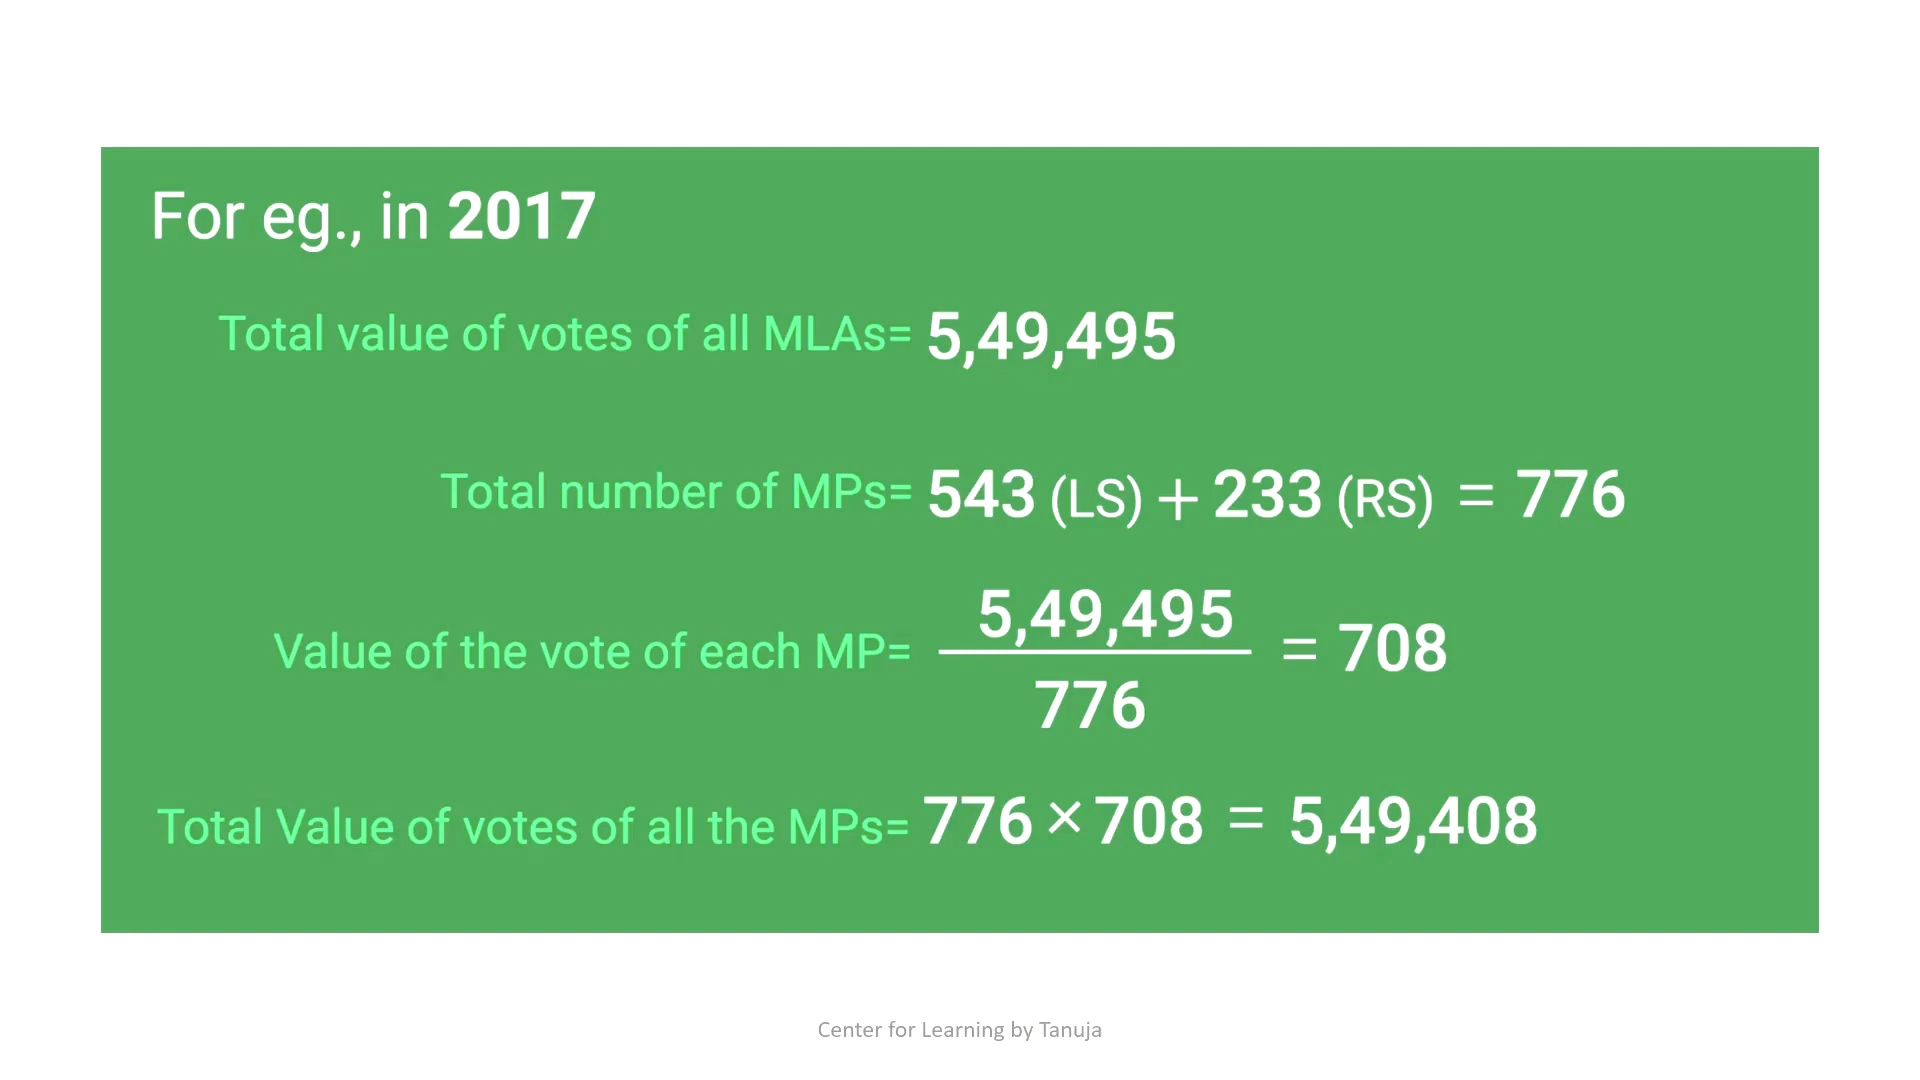 For eg., in 2017
Total value of votes of all MLAs= 5,49,495
Total number of MPs= 543 (LS) + 233 (RS) = 776
5,49,495
Value of the vote of each MP= = 708
776
Total Value of votes of all the MPs= 776 × 708 = 5,49,408
Center for Learning by Tanuja